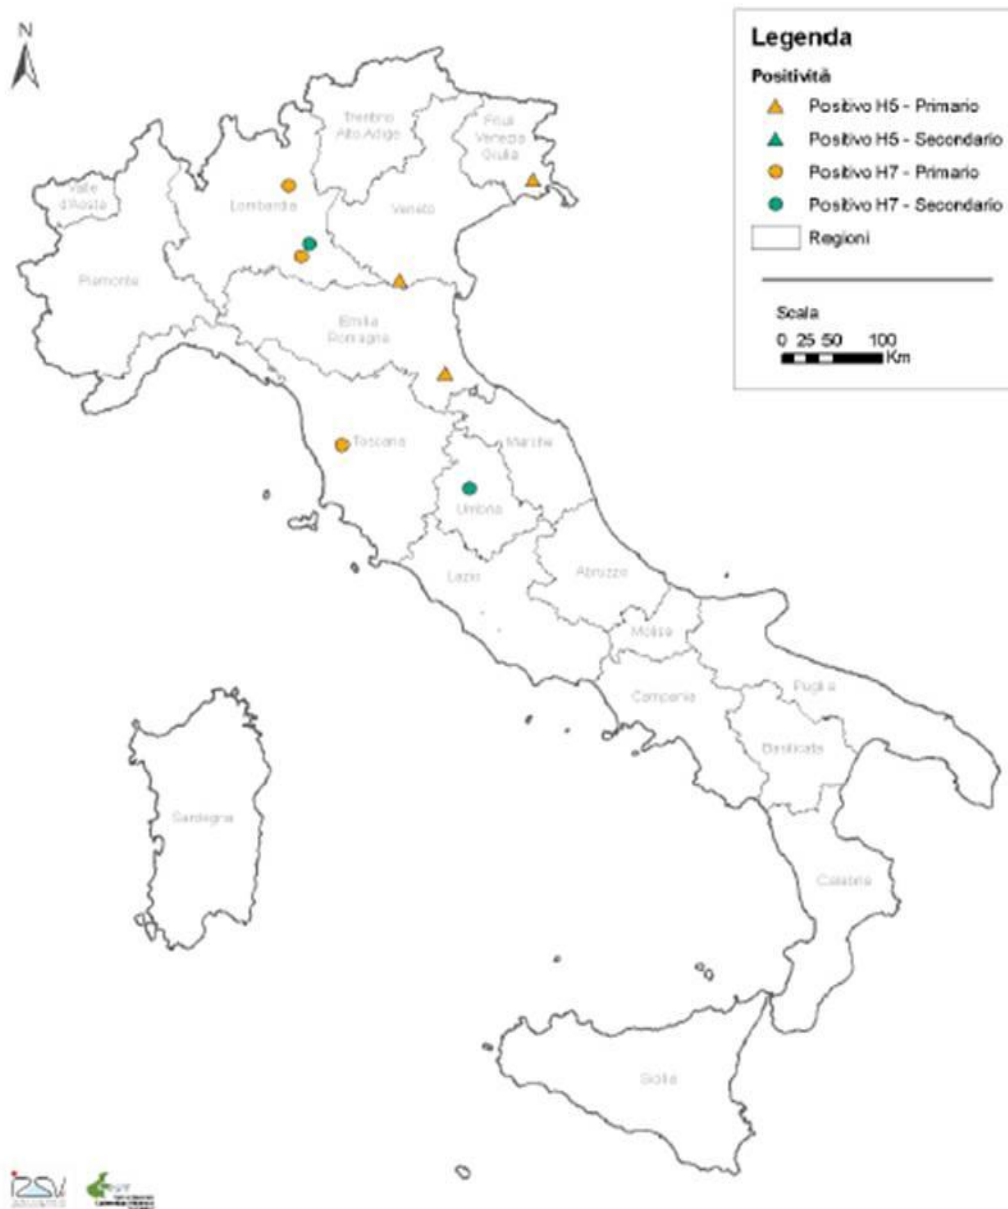 N
Legenda
Positività
Positivo H5 - Primario
Positivo H5 - Secondario
Positivo H7 - Primario
Positivo H7 - Secondario
Regioni
Scala
0 25 50 100
Km
Trentino
Alto Adige
Friuli
Venezia
Giulia
Valle
d'Aosta
Lombardia
Veneto
Piemonte
Emilia
Romagna
Toscana
Marche
Umbria
Lazio
Abruzzo
Molise
Campania
Puglia
Basilicata
Sardegna
Calabria
Sicilia